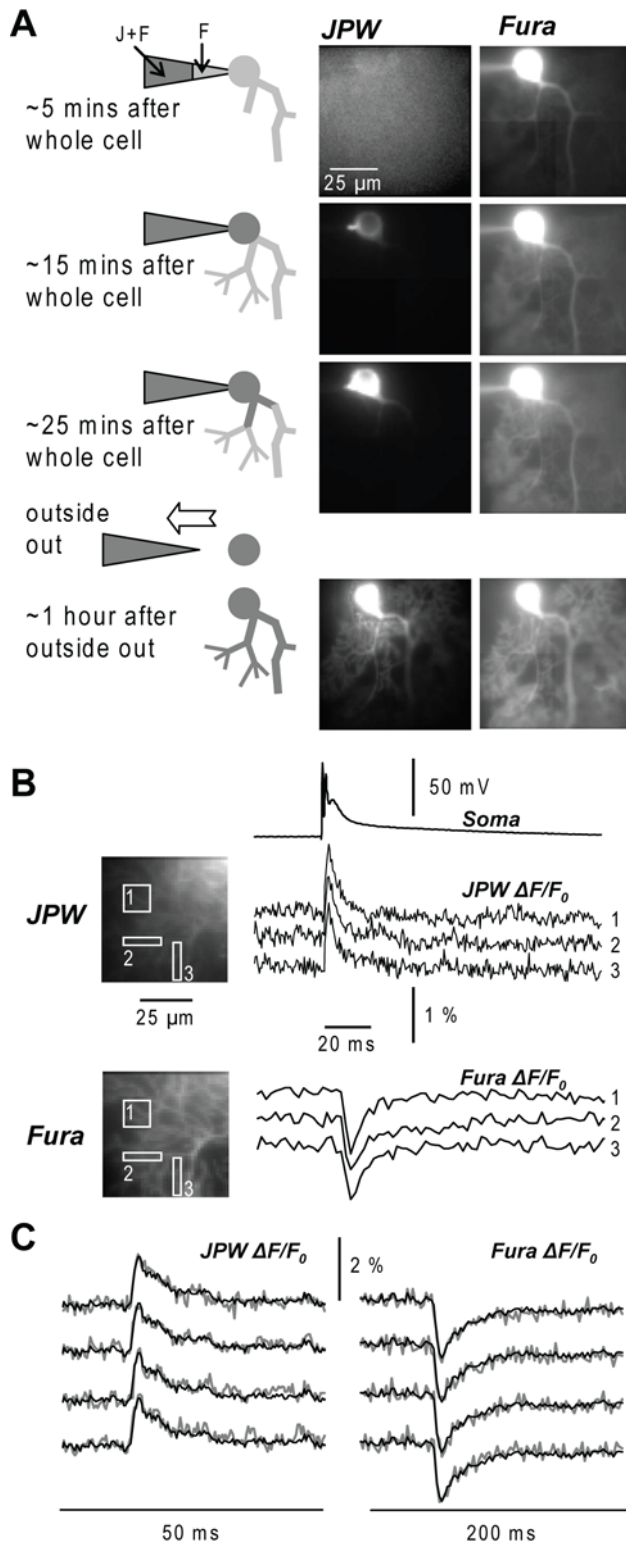 A
J+F
F
JPW
Fura
~5 mins after
whole cell
25 µm
~15 mins after
whole cell
~25 mins after
whole cell
outside
out
~1 hour after
outside out
B
50 mV
Soma
JPW
1
2
3
25 µm
JPW ΔF/F0
1
2
3
1 %
20 ms
Fura
1
2
3
Fura ΔF/F0
1
2
3
C
JPW ΔF/F0
2 %
Fura ΔF/F0
50 ms
200 ms